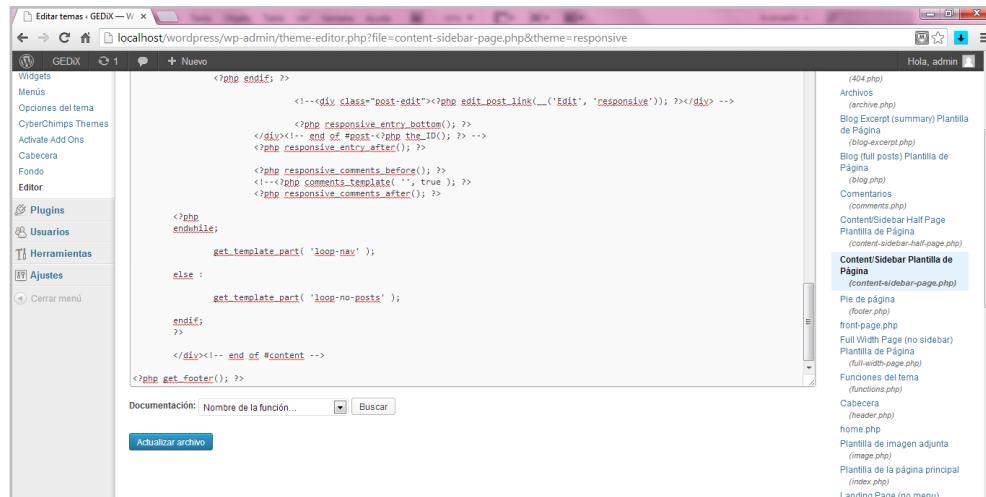 Editar temas ‹ GEDiX — W
localhost/wordpress/wp-admin/theme-editor.php?file=content-sidebar-page.php&theme=responsive
GEDiX 1 + Nuevo Hola, admin
Widgets
Menús
Opciones del tema
CyberChimps Themes
Activate Add Ons
Cabecera
Fondo
Editor
Plugins
Usuarios
Herramientas
Ajustes
Cerrar menú
<?php endif; ?>
<!--<div class="post-edit"><?php edit_post_link(__('Edit', 'responsive')); ?></div> -->
<?php responsive_entry_bottom(); ?>
</div><!-- end of #post-<?php the_ID(); ?> -->
<?php responsive_entry_after(); ?>
<?php responsive_comments_before(); ?>
<!--<?php comments_template( '', true ); ?>
<?php responsive_comments_after(); ?>
<?php
endwhile;
get_template_part( 'loop-nav' );
else :
get_template_part( 'loop-no-posts' );
endif;
?>
</div><!-- end of #content -->
<?php get_footer(); ?>
Documentación: Nombre de la función... Buscar
Actualizar archivo
(404.php)
Archivos
(archive.php)
Blog Excerpt (summary) Plantilla
de Página
(blog-excerpt.php)
Blog (full posts) Plantilla de
Página
(blog.php)
Comentarios
(comments.php)
Content/Sidebar Half Page
Plantilla de Página
(content-sidebar-half-page.php)
Content/Sidebar Plantilla de
Página
(content-sidebar-page.php)
Pie de página
(footer.php)
front-page.php
Full Width Page (no sidebar)
Plantilla de Página
(full-width-page.php)
Funciones del tema
(functions.php)
Cabecera
(header.php)
home.php
Plantilla de imagen adjunta
(image.php)
Plantilla de la página principal
(index.php)
Landing Page (no menu)